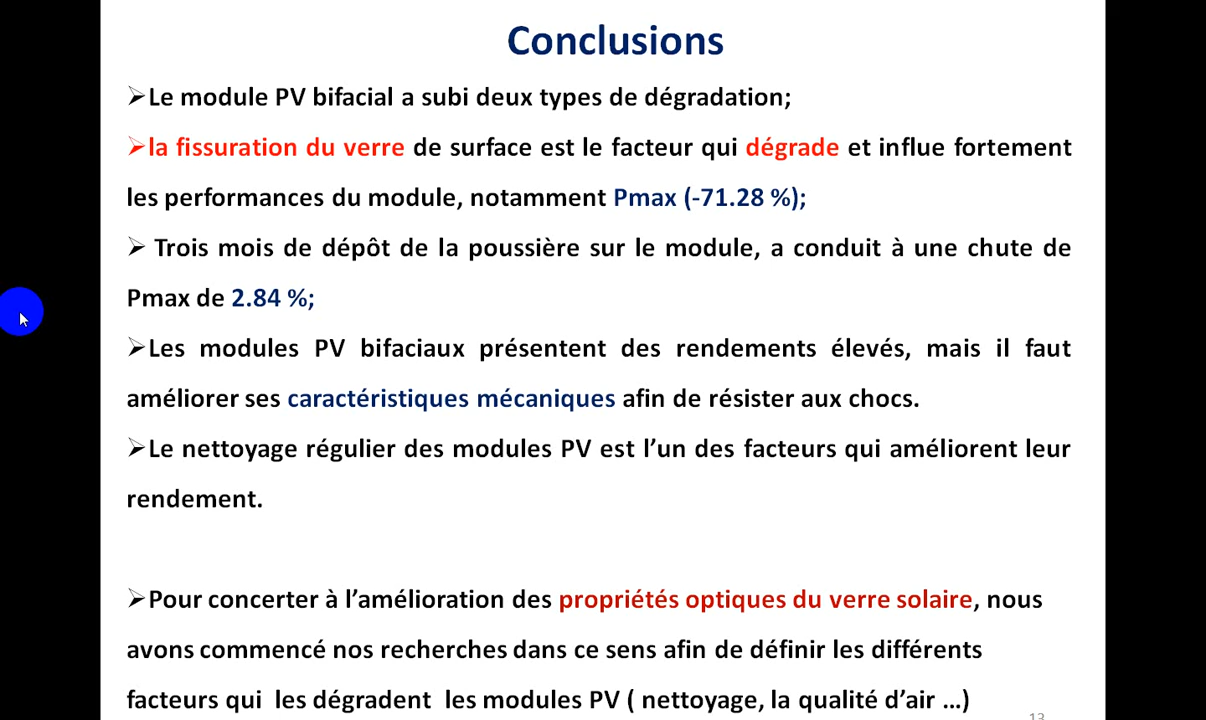 Conclusions
➢Le module PV bifacial a subi deux types de dégradation;
➢la fissuration du verre de surface est le facteur qui dégrade et influe fortement
les performances du module, notamment Pmax (-71.28 %);
➢ Trois mois de dépôt de la poussière sur le module, a conduit à une chute de
Pmax de 2.84 %;
➢Les modules PV bifaciaux présentent des rendements élevés, mais il faut
améliorer ses caractéristiques mécaniques afin de résister aux chocs.
➢Le nettoyage régulier des modules PV est l’un des facteurs qui améliorent leur
rendement.
➢Pour concerter à l’amélioration des propriétés optiques du verre solaire, nous
avons commencé nos recherches dans ce sens afin de définir les différents
facteurs qui les dégradent les modules PV ( nettoyage, la qualité d’air …)
13